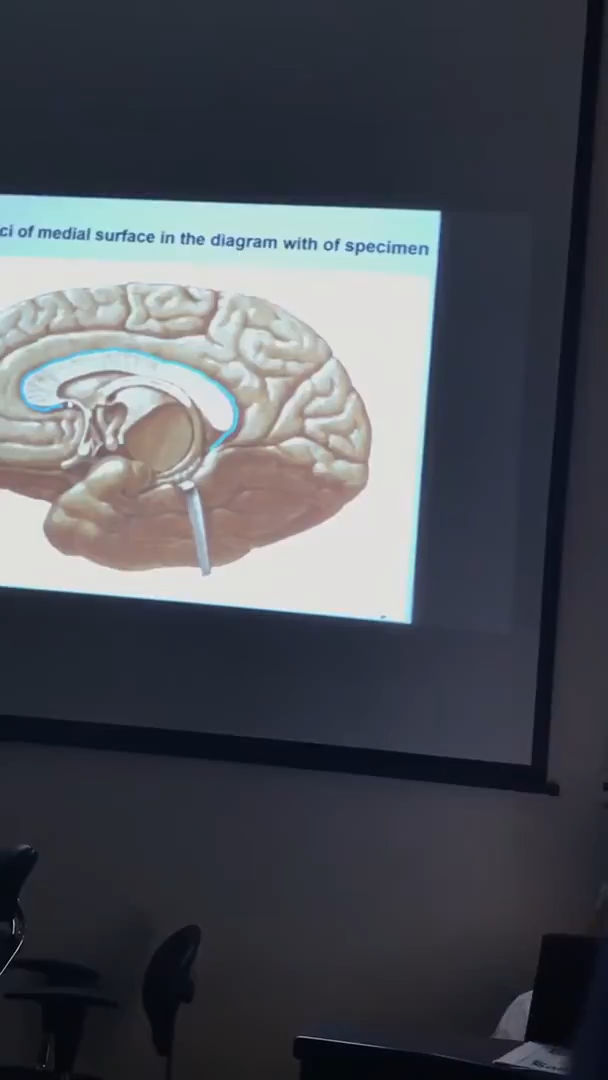 ci of medial surface in the diagram with of specimen